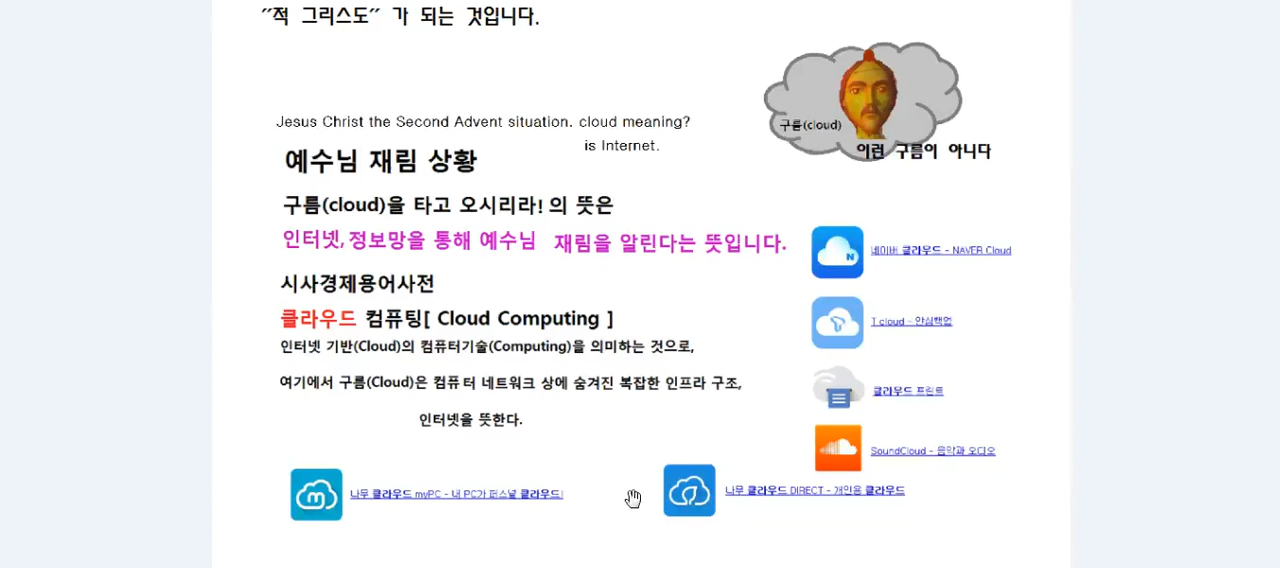 ″적 그리스도″ 가 되는 것입니다.
구름(cloud)
이런 구름이 아니다
Jesus Christ the Second Advent situation. cloud meaning?
is Internet.
예수님 재림 상황
구름(cloud)을 타고 오시리라! 의 뜻은
인터넷, 정보망을 통해 예수님 재림을 알린다는 뜻입니다.
네이버 클라우드 - NAVER Cloud
시사경제용어사전
클라우드 컴퓨팅[ Cloud Computing ]
T cloud - 안심백업
인터넷 기반(Cloud)의 컴퓨터기술(Computing)을 의미하는 것으로,
여기에서 구름(Cloud)은 컴퓨터 네트워크 상에 숨겨진 복잡한 인프라 구조,
클라우드 프린트
인터넷을 뜻한다.
SoundCloud - 음악과 오디오
나무 클라우드 myPC - 내 PC가 퍼스널 클라우드!
나무 클라우드 DIRECT - 개인용 클라우드